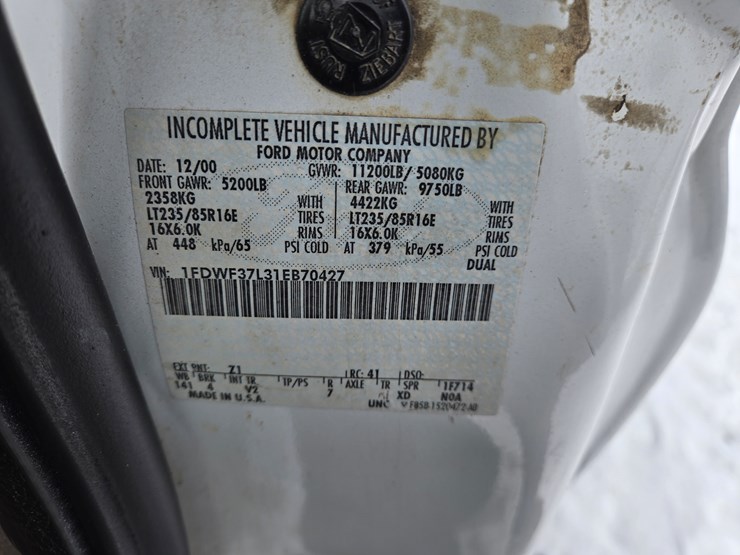 RUST
ZIEBART
INCOMPLETE VEHICLE MANUFACTURED BY
FORD MOTOR COMPANY
DATE: 12/00 GVWR: 11200LB/ 5080KG
FRONT GAWR: 5200LB REAR GAWR: 9750LB
2358KG WITH 4422KG WITH
LT235/85R16E TIRES LT235/85R16E TIRES
16X6.0K RIMS 16X6.0K RIMS
AT 448 kPa/65 PSI COLD AT 379 kPa/55 PSI COLD
DUAL
VIN: 1FDWF37L31EB70427
EXT PNT: Z1 RC: 41 DSO:
WB BRK INT TR TP/PS R AXLE TR SPR 1F714
141 4 V2 7 XD NOA
MADE IN U.S.A. UNC